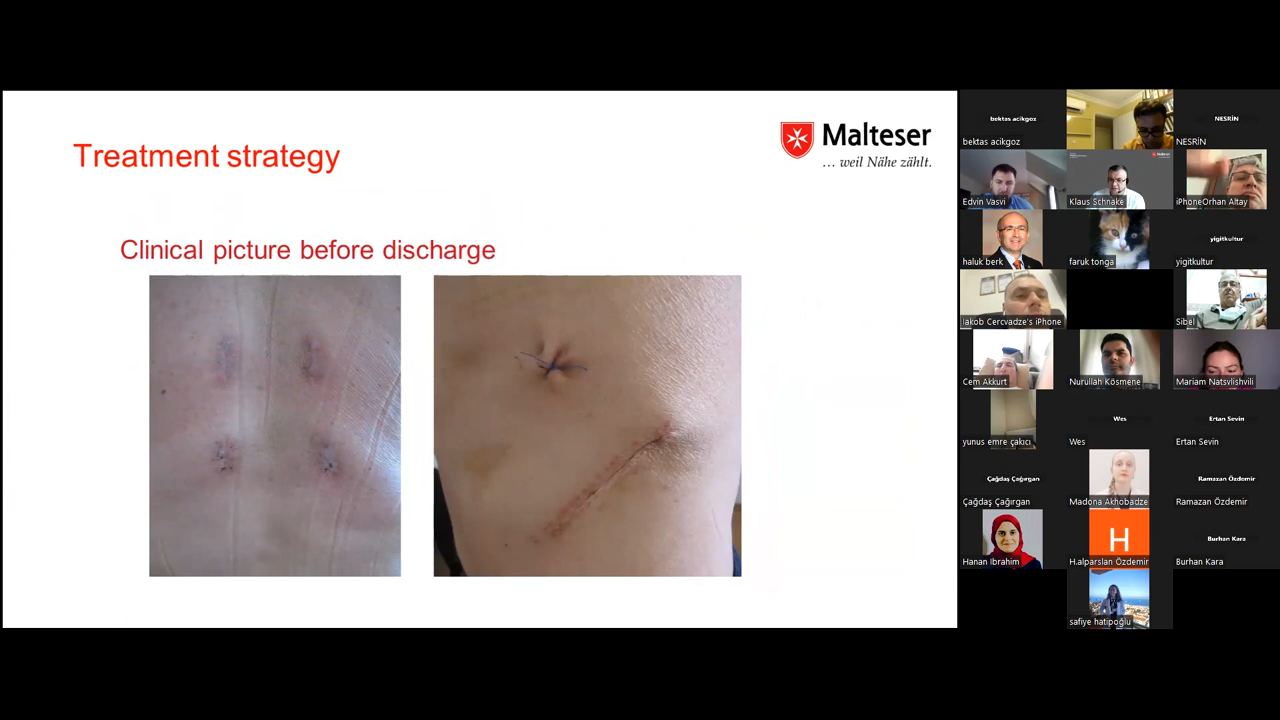 Treatment strategy
Malteser
... weil Nähe zählt.
Clinical picture before discharge
bektas acikgoz
bektas acikgoz
NESRİN
NESRİN
Edvin Vasvi
Klaus Schnake
iPhoneOrhan Altay
haluk berk
faruk tonga
yigitkultur
yigitkultur
Iakob Cercvadze's iPhone
Sibel
Cem Akkurt
Nurullah Kösmene
Mariam Natsvlishvili
yunus emre çakıcı
Wes
Wes
Ertan Sevin
Ertan Sevin
Çağdaş Çağırgan
Çağdaş Çağırgan
Madona Akhobadze
Ramazan Özdemir
Ramazan Özdemir
Hanan Ibrahim
H
H.alparslan Özdemir
Burhan Kara
Burhan Kara
safiye hatipoğlu